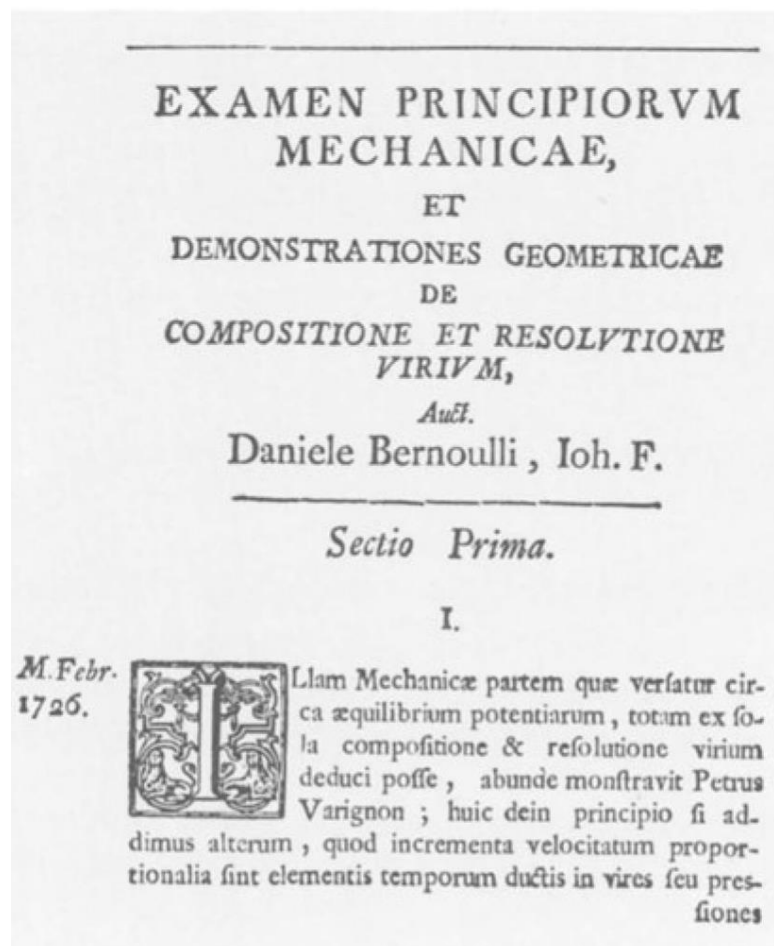 EXAMEN PRINCIPIORVM
MECHANICAE,
ET
DEMONSTRATIONES GEOMETRICAE
DE
COMPOSITIONE ET RESOLVTIONE
VIRIVM,
Auct.
Daniele Bernoulli, Ioh. F.
Sectio Prima.
I.
M. Febr.
1726.
ILlam Mechanicæ partem quæ verſatur cir-
ca æquilibrium potentiarum, totam ex ſo-
la compoſitione & reſolutione virium
deduci poſſe, abunde monſtravit Petrus
Varignon; huic dein principio ſi ad-
dimus alterum, quod incrementa velocitatum propor-
tionalia ſint elementis temporum ductis in vires ſeu preſ-
ſiones